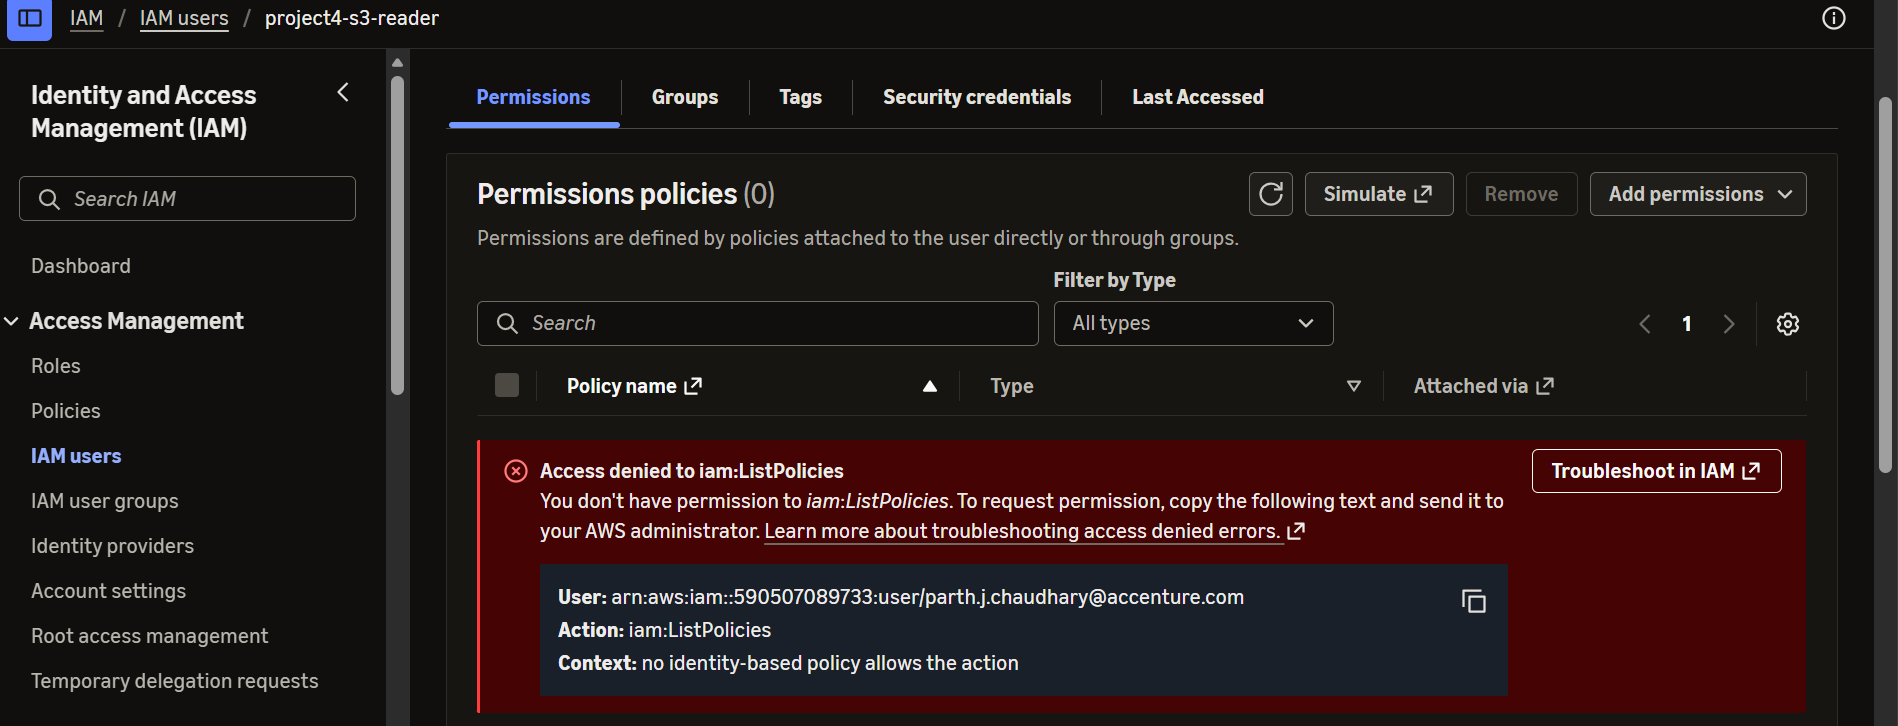 IAM / IAM users / project4-s3-reader
Identity and Access
Management (IAM)
Search IAM
Dashboard
Access Management
Roles
Policies
IAM users
IAM user groups
Identity providers
Account settings
Root access management
Temporary delegation requests
Permissions
Groups
Tags
Security credentials
Last Accessed
Permissions policies (0)
Simulate
Remove
Add permissions
Permissions are defined by policies attached to the user directly or through groups.
Filter by Type
Search
All types
1
Policy name
Type
Attached via
Access denied to iam:ListPolicies
Troubleshoot in IAM
You don't have permission to iam:ListPolicies. To request permission, copy the following text and send it to
your AWS administrator. Learn more about troubleshooting access denied errors.
User: arn:aws:iam::590507089733:user/parth.j.chaudhary@accenture.com
Action: iam:ListPolicies
Context: no identity-based policy allows the action